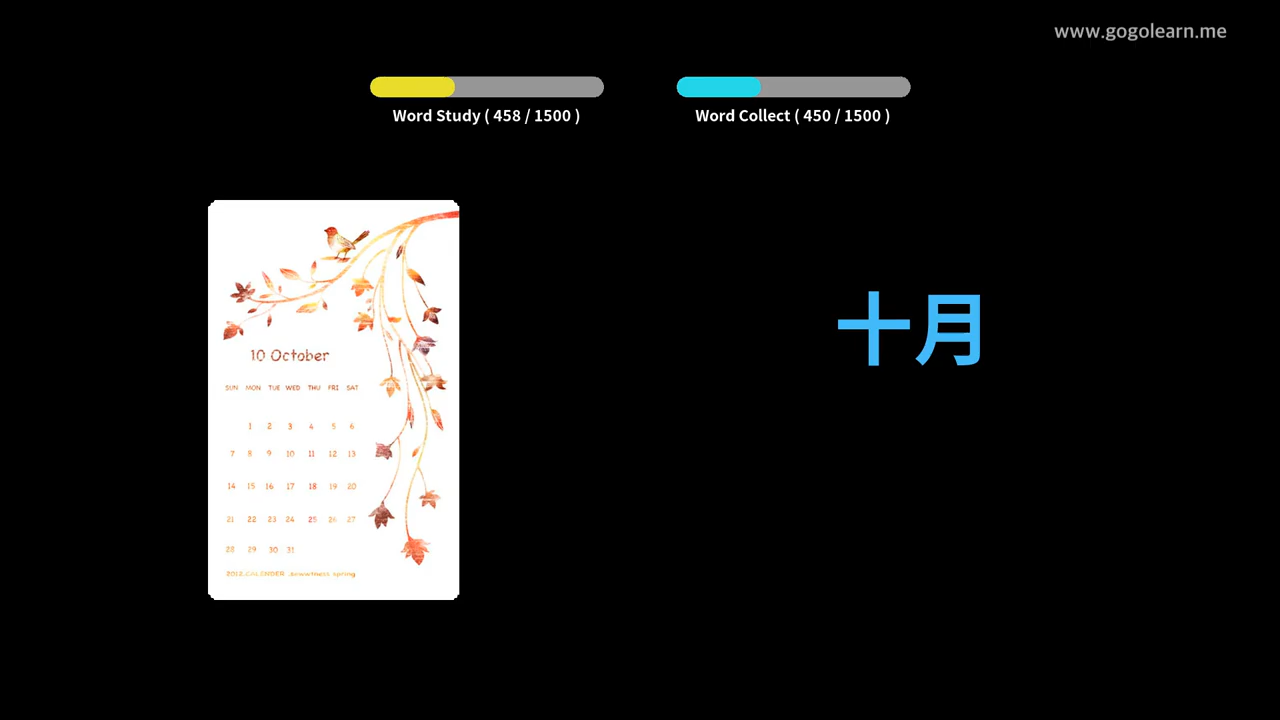 www.gogolearn.me
Word Study ( 458 / 1500 )
Word Collect ( 450 / 1500 )
10 October
SUN MON TUE WED THU FRI SAT
1 2 3 4 5 6
7 8 9 10 11 12 13
14 15 16 17 18 19 20
21 22 23 24 25 26 27
28 29 30 31
2012.CALENDER spring
十月